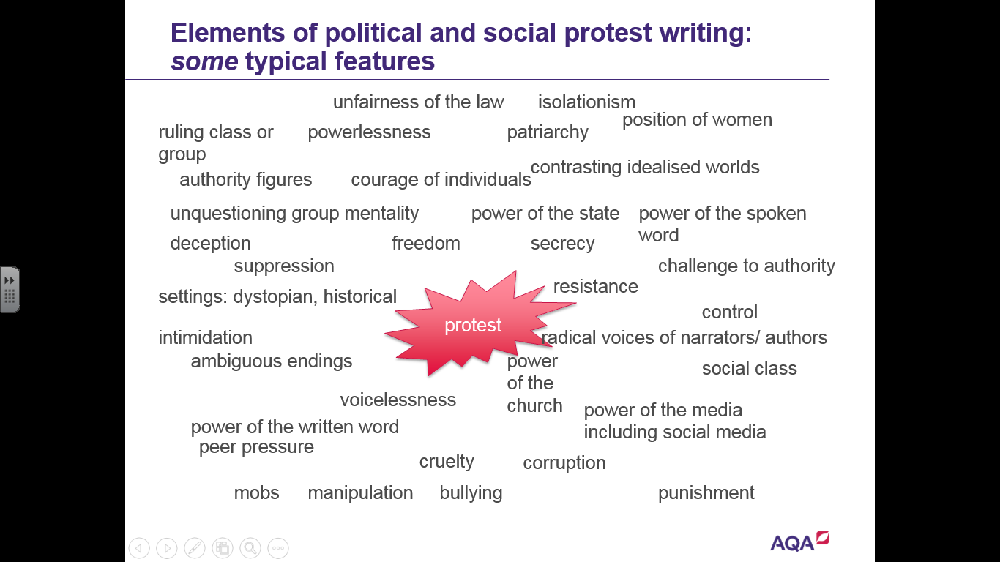 Elements of political and social protest writing:
some typical features
unfairness of the law
isolationism
position of women
ruling class or
group
powerlessness
patriarchy
contrasting idealised worlds
authority figures
courage of individuals
unquestioning group mentality
power of the state
power of the spoken
word
deception
freedom
secrecy
suppression
challenge to authority
resistance
settings: dystopian, historical
control
protest
intimidation
radical voices of narrators/ authors
ambiguous endings
power
of the
church
social class
voicelessness
power of the media
including social media
power of the written word
peer pressure
cruelty
corruption
mobs
manipulation
bullying
punishment
AQA